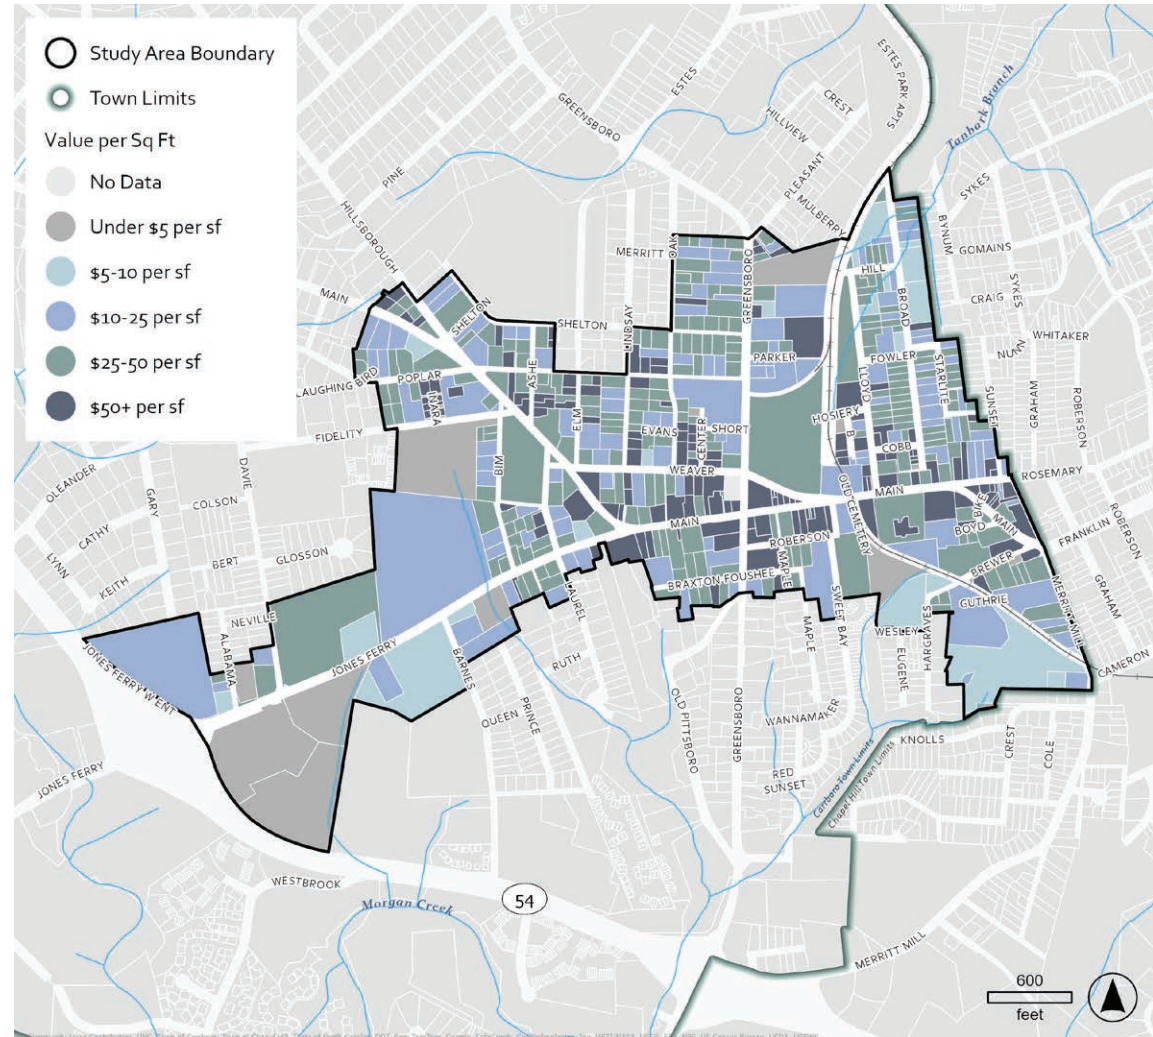 Study Area Boundary
Town Limits
Value per Sq Ft
No Data
Under $5 per sf
$5-10 per sf
$10-25 per sf
$25-50 per sf
$50+ per sf
ESTES PARK APTS
ESTES
CREST
GREENSBORO
HILLVIEW
Tanbark Branch
PINE
PLEASANT
SYKES
MULBERRY
BYNUM
HILLSBOROUGH
MERRITT
OAK
GREENSBORO
GOMAINS
HILL
SYKES
MAIN
SHELTON
SHELTON
LINDSAY
BROAD
CRAIG
NUNN
WHITAKER
PARKER
FOWLER
LAUGHING BIRD
POPLAR
ASHE
LLOYD
STARLITE
SUNSET
GRAHAM
ROBERSON
INARA
HOSIERY
FIDELITY
ELM
EVANS
CENTER
SHORT
B
COBB
BIM
WEAVER
ROSEMARY
OLEANDER
DAVIE
GARY
COLSON
MAIN
OLD CEMETERY
BIKE
MAIN
CATHY
MAIN
BOYD
FRANKLIN
ROBERSON
LYNN
KEITH
BERT
GLOSSON
ROBERSON
MAPLE
BREWER
BRAXTON FOUSHEE
LAUREL
SWEET BAY
GUTHRIE
MERRITT MILL
GRAHAM
NEVILLE
ALABAMA
JONES FERRY
BARNES
RUTH
MAPLE
WESLEY
EUGENE
HARGRAVES
CAMERON
JONES FERRY WENT
QUEEN
PRINCE
OLD PITTSBORO
GREENSBORO
WANNAMAKER
KNOLLS
CREST
COLE
JONES FERRY
RED SUNSET
Carrboro Town Limits
Chapel Hill Town Limits
WESTBROOK
54
Morgan Creek
MERRITT MILL
600
feet